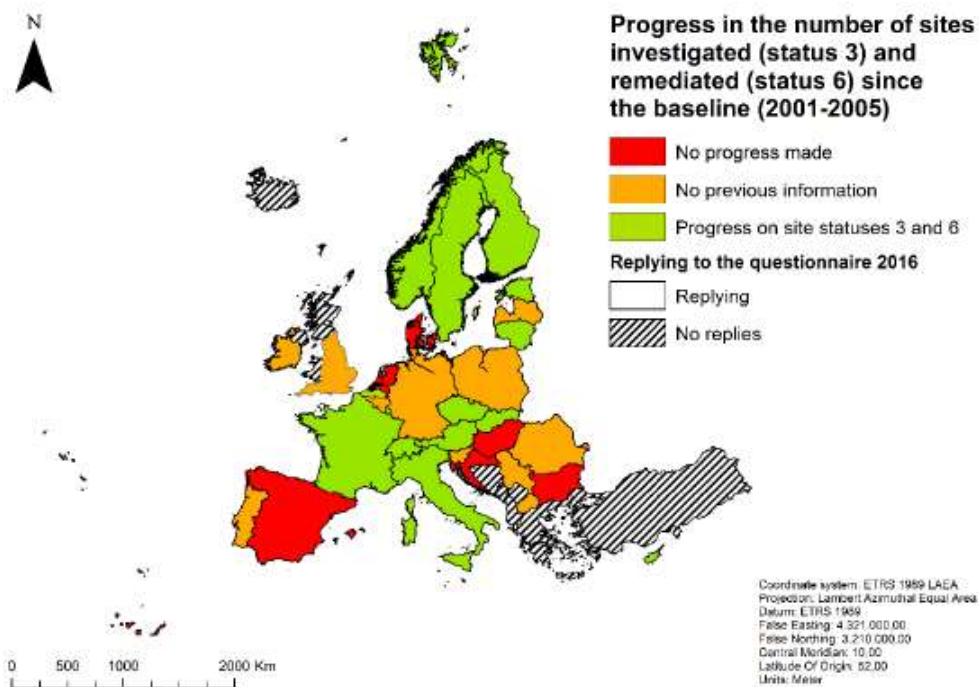 N
Progress in the number of sites
investigated (status 3) and
remediated (status 6) since
the baseline (2001-2005)
No progress made
No previous information
Progress on site statuses 3 and 6
Replying to the questionnaire 2016
Replying
No replies
Coordinate system: ETRS 1989 LAEA
Projection: Lambert Azimuthal Equal Area
Datum: ETRS 1989
False Easting: 4.321.000,00
False Northing: 3.210.000,00
Central Meridian: 10,00
Latitude Of Origin: 52,00
Units: Meter
0 500 1000 2000 Km